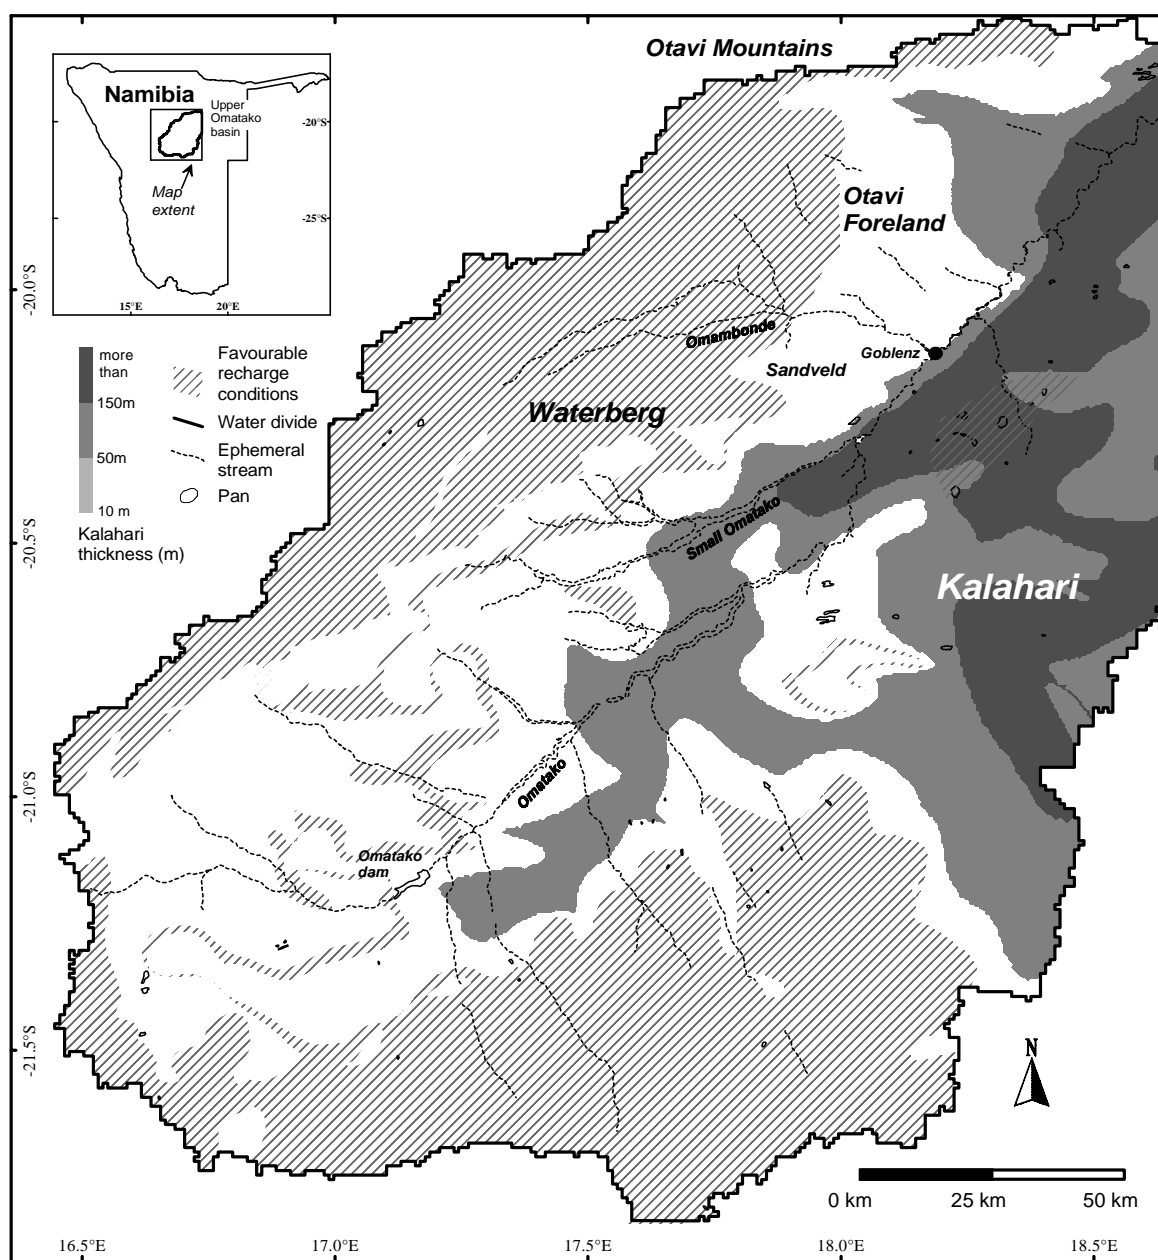 Otavi Mountains
Namibia
Upper
Omatako
basin
-20°S
Map
extent
-25°S
15°E
20°E
Otavi
Foreland
-20.0°S
Omambonde
Goblenz
Sandveld
more
than
150m
50m
10 m
Kalahari
thickness (m)
Favourable
recharge
conditions
Water divide
Ephemeral
stream
Pan
Waterberg
Small Omatako
-20.5°S
Kalahari
Omatako
-21.0°S
Omatako
dam
-21.5°S
N
0 km
25 km
50 km
16.5°E
17.0°E
17.5°E
18.0°E
18.5°E